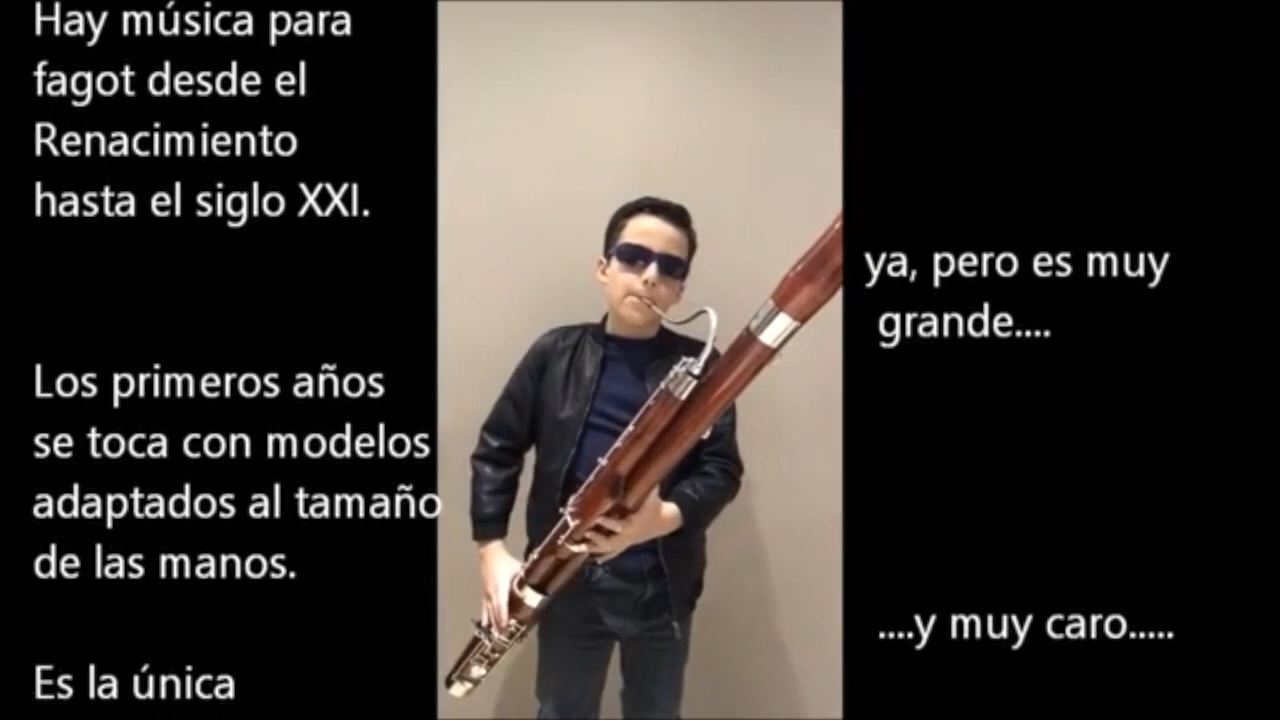 Hay música para
fagot desde el
Renacimiento
hasta el siglo XXI.
ya, pero es muy
grande....
Los primeros años
se toca con modelos
adaptados al tamaño
de las manos.
....y muy caro.....
Es la única